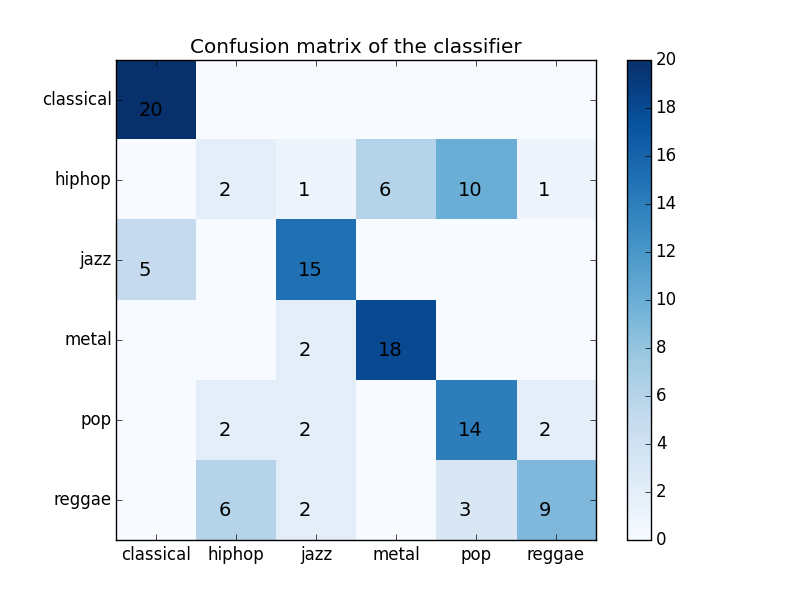 Confusion matrix of the classifier
classical 20
hiphop 2 1 6 10 1
jazz 5 15
metal 2 18
pop 2 2 14 2
reggae 6 2 3 9
classical hiphop jazz metal pop reggae
20
18
16
14
12
10
8
6
4
2
0